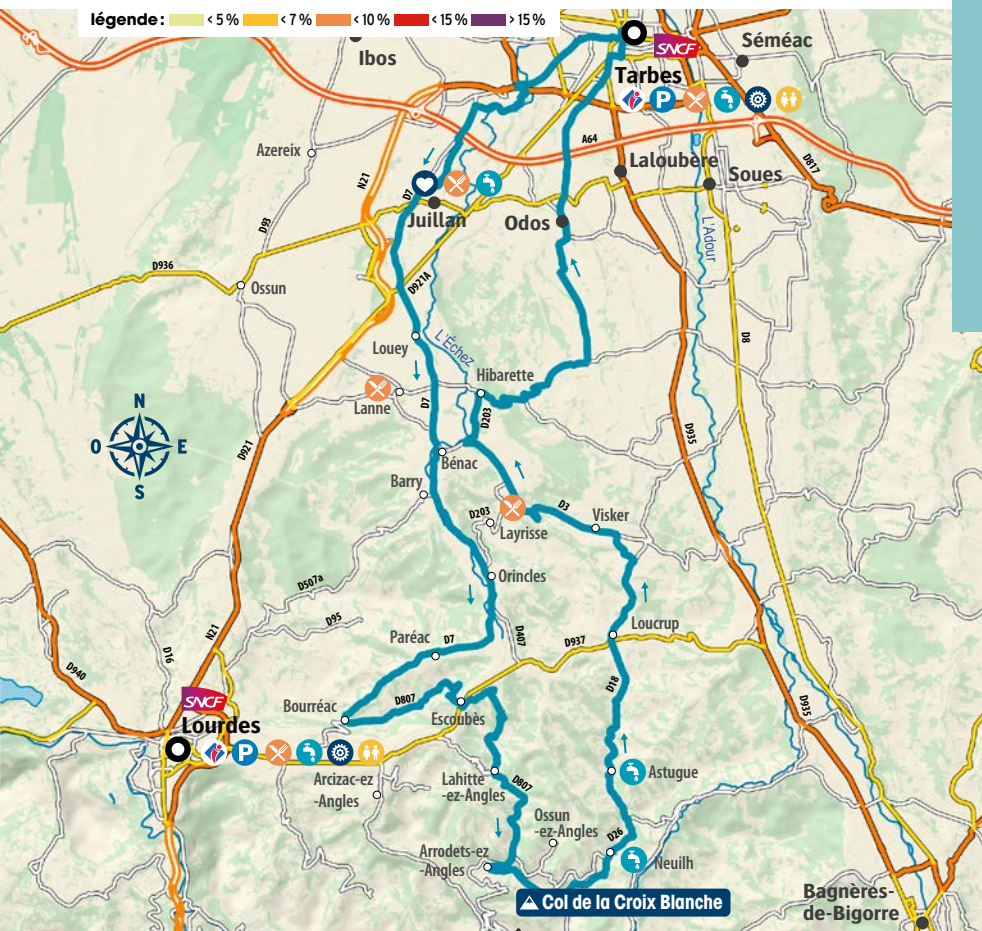 légende : < 5 % < 7 % < 10 % < 15 % > 15 %
Ibos
SNCF
Séméac
Tarbes
P
Azereix
A64
D817
N21
Laloubère
Soues
D7
Juillan
Odos
L'Adour
D93
D936
D921A
Ossun
Louey
L'Échez
D8
Hibarette
Lanne
D7
D203
N
O E
S
D921
D935
Bénac
Barry
D203
D3
Visker
Layrisse
Orincles
D507a
D95
Loucrup
Paréac
D7
D407
D937
N21
D16
D940
D18
SNCF
Bourréac
D807
Escoubès
D935
Lourdes
P
Arcizac-ez
-Angles
Lahitte
-ez-Angles
D807
Astugue
Ossun
-ez-Angles
D26
Arrodets-ez
-Angles
Neuilh
Col de la Croix Blanche
Bagnères-
de-Bigorre